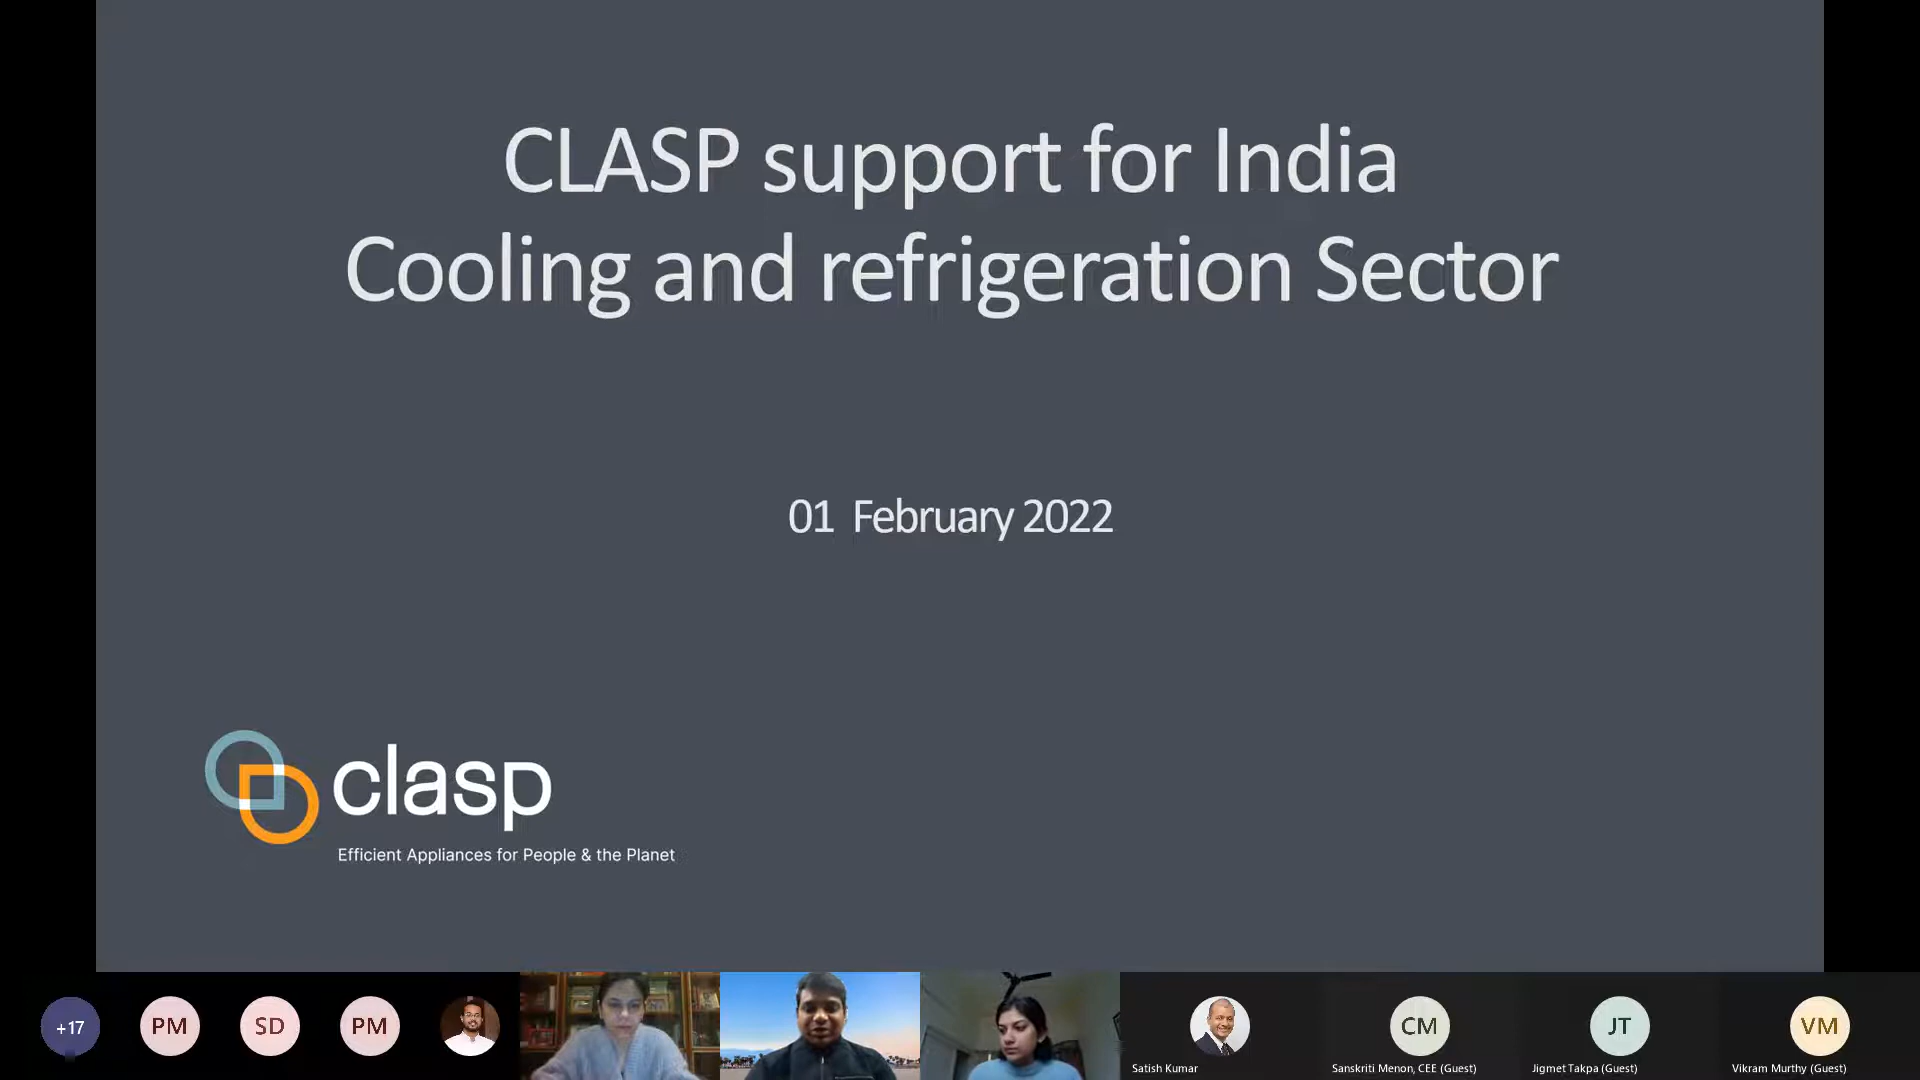 CLASP support for India
Cooling and refrigeration Sector
01 February 2022
clasp
Efficient Appliances for People & the Planet
+17
PM
SD
PM
CM
JT
VM
Satish Kumar
Sanskriti Menon, CEE (Guest)
Jigmet Takpa (Guest)
Vikram Murthy (Guest)